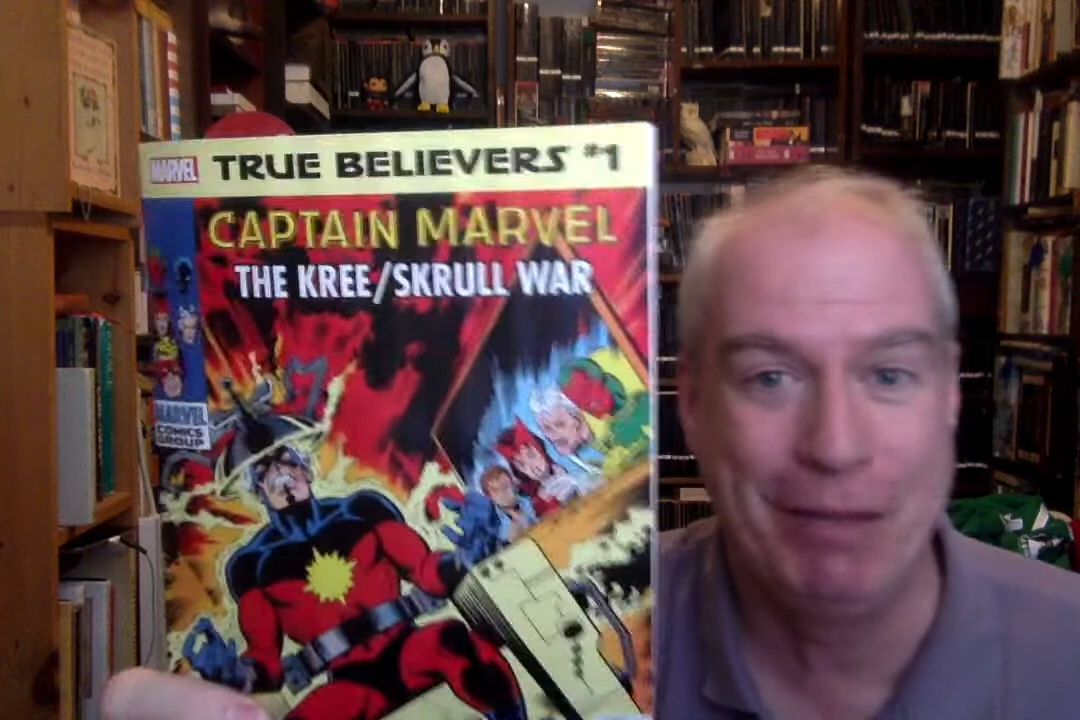 MARVEL TRUE BELIEVERS #1
CAPTAIN MARVEL
THE KREE/SKRULL WAR
MARVEL
COMICS
GROUP